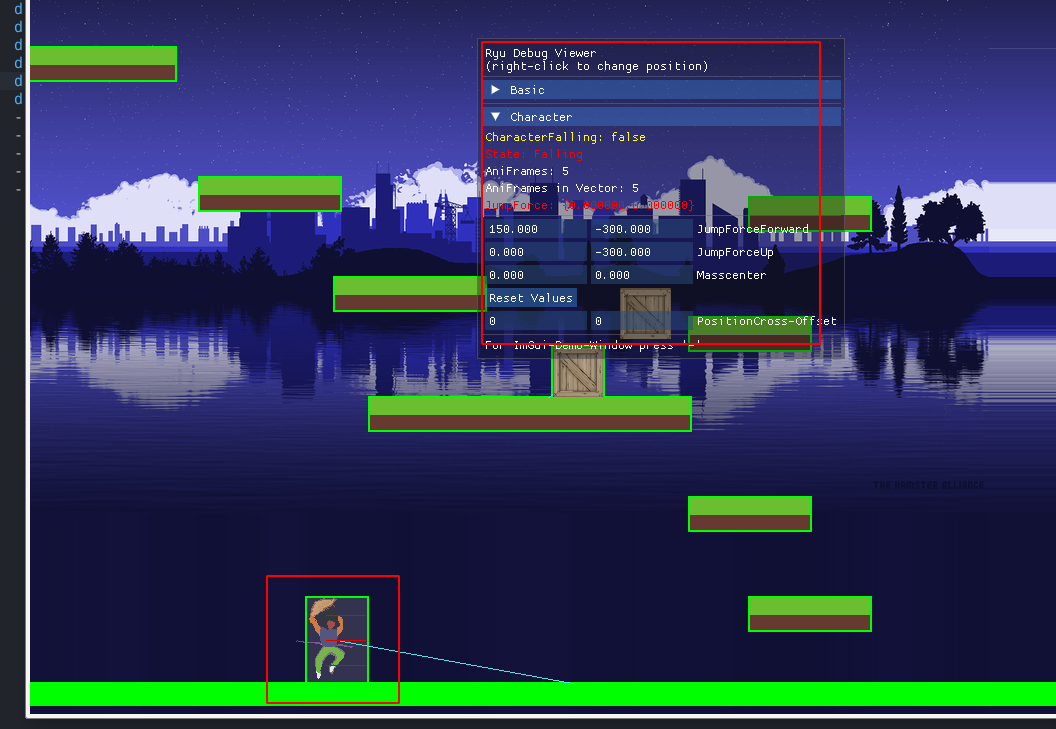 d
d
d
d
d
d
-
-
-
-
-
Ryu Debug Viewer
(right-click to change position)
Basic
Character
CharacterFalling: false
State: Falling
AniFrames: 5
AniFrames in Vector: 5
JumpForce:
150.000 -300.000 JumpForceForward
0.000 -300.000 JumpForceUp
0.000 0.000 Masscenter
Reset Values
0 0 PositionCross-Offset
For ImGui-Demo-Window press
THE HAMSTER ALLIANCE